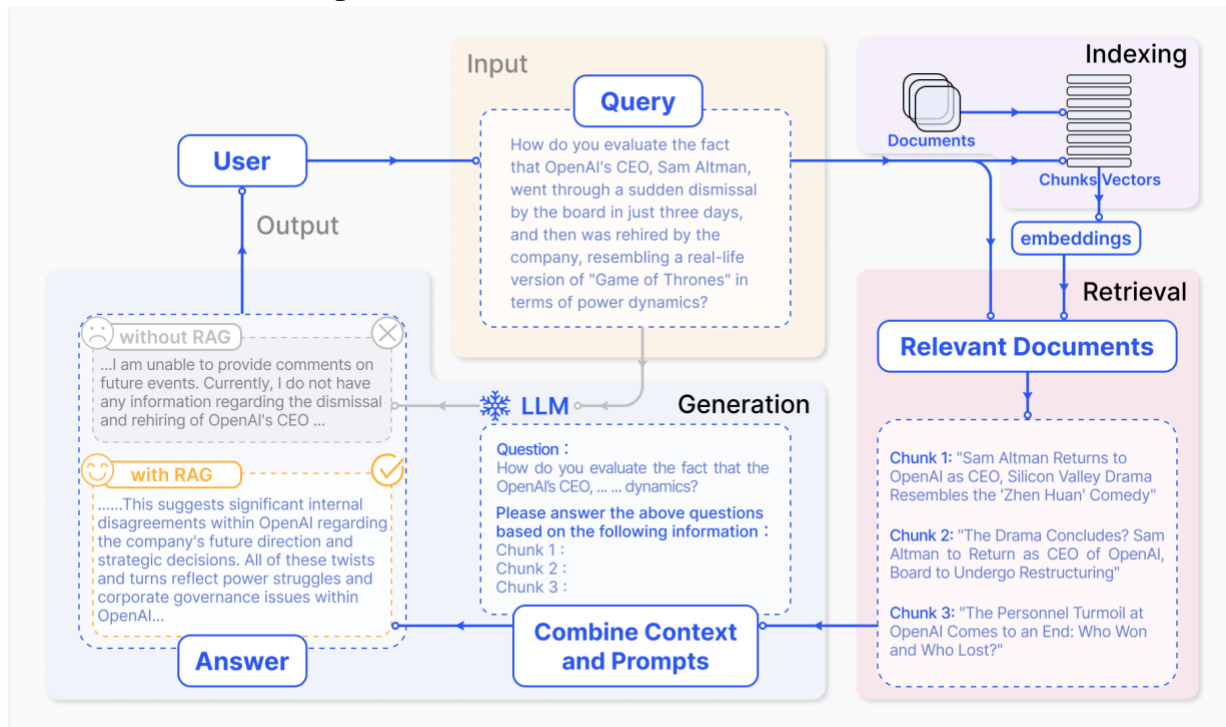 Input
Query
How do you evaluate the fact
that OpenAI's CEO, Sam Altman,
went through a sudden dismissal
by the board in just three days,
and then was rehired by the
company, resembling a real-life
version of "Game of Thrones" in
terms of power dynamics?
Indexing
Documents
Chunks Vectors
embeddings
User
Output
Retrieval
Relevant Documents
Chunk 1: "Sam Altman Returns to
OpenAI as CEO, Silicon Valley Drama
Resembles the 'Zhen Huan' Comedy"
Chunk 2: "The Drama Concludes? Sam
Altman to Return as CEO of OpenAI,
Board to Undergo Restructuring"
Chunk 3: "The Personnel Turmoil at
OpenAI Comes to an End: Who Won
and Who Lost?"
LLM
Generation
Question :
How do you evaluate the fact that the
OpenAI's CEO, ... ... dynamics?
Please answer the above questions
based on the following information :
Chunk 1 :
Chunk 2 :
Chunk 3 :
Combine Context
and Prompts
without RAG
...I am unable to provide comments on
future events. Currently, I do not have
any information regarding the dismissal
and rehiring of OpenAI's CEO ...
with RAG
......This suggests significant internal
disagreements within OpenAI regarding
the company's future direction and
strategic decisions. All of these twists
and turns reflect power struggles and
corporate governance issues within
OpenAI...
Answer